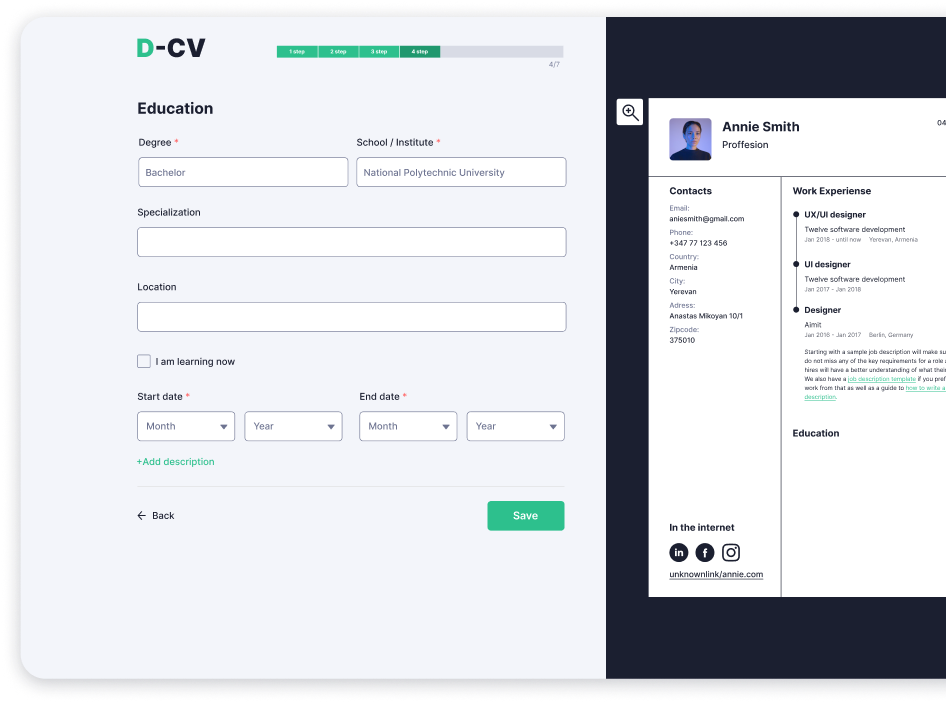 D-CV
1 step 2 step 3 step 4 step
4/7
Education
Degree * School / Institute *
Bachelor National Polytechnic University
Specialization
Location
I am learning now
Start date * End date *
Month Year Month Year
+Add description
Back Save
Annie Smith
Proffesion
04
Contacts
Email:
aniesmith@gmail.com
Phone:
+347 77 123 456
Country:
Armenia
City:
Yerevan
Adress:
Anastas Mikoyan 10/1
Zipcode:
375010
In the internet
in f
unknownlink/annie.com
Work Experiense
UX/UI designer
Twelve software development
Jan 2018 - until now Yerevan, Armenia
UI designer
Twelve software development
Jan 2017 - Jan 2018
Designer
Aimit
Jan 2016 - Jan 2017 Berlin, Germany
Starting with a sample job description will make su
do not miss any of the key requirements for a role
hires will have a better understanding of what thei
We also have a job description template if you pref
work from that as well as a guide to how to write a
description.
Education